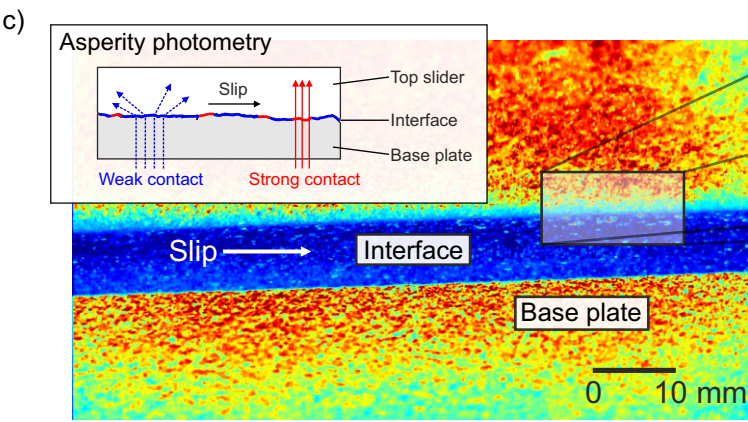 c)
Asperity photometry
Slip
Top slider
Interface
Base plate
Weak contact
Strong contact
Slip
Interface
Base plate
0 10 mm